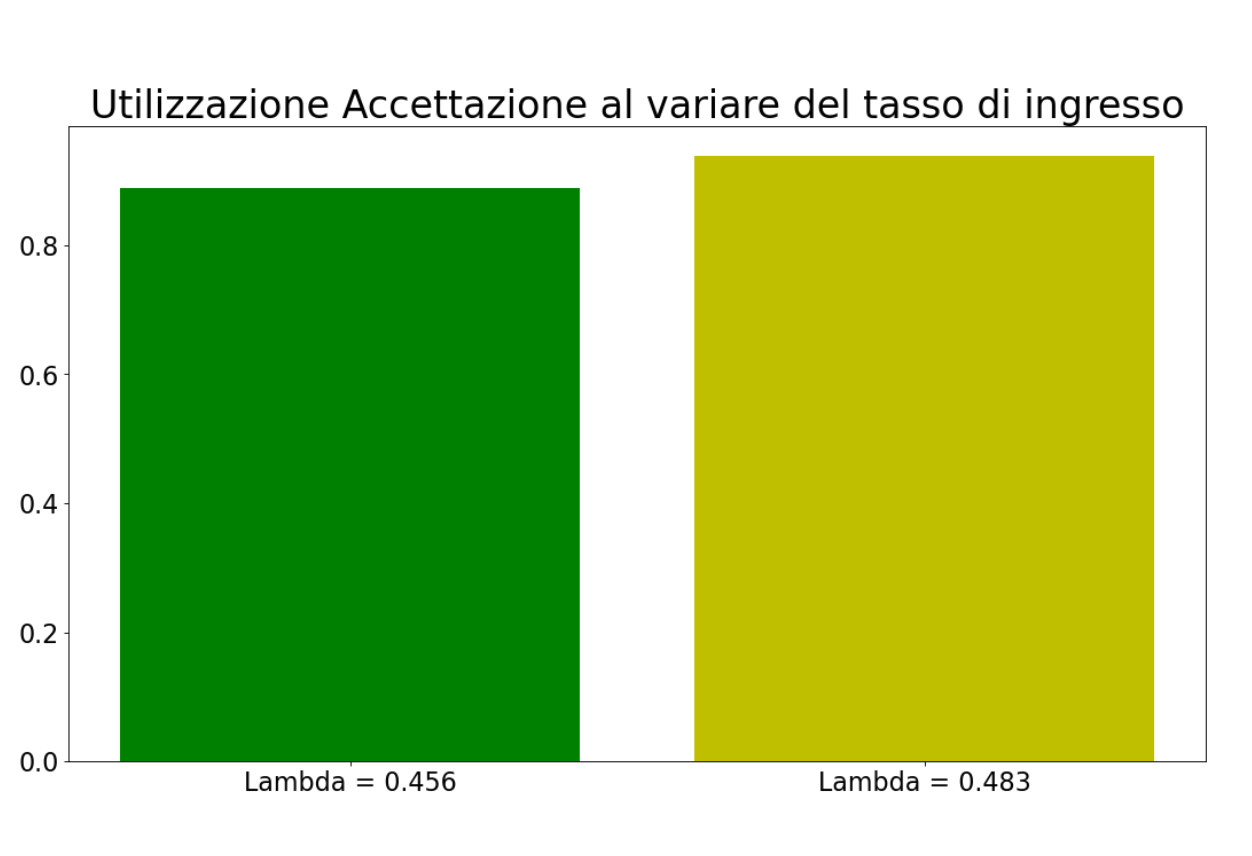 Utilizzazione Accettazione al variare del tasso di ingresso
0.8
0.6
0.4
0.2
0.0
Lambda = 0.456
Lambda = 0.483